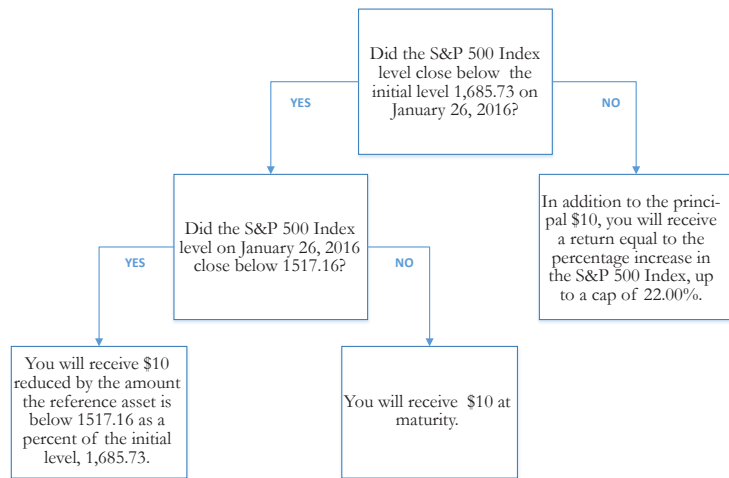 Did the S&P 500 Index
level close below the
initial level 1,685.73 on
January 26, 2016?
YES
NO
Did the S&P 500 Index
level on January 26, 2016
close below 1517.16?
In addition to the princi-
pal $10, you will receive
a return equal to the
percentage increase in
the S&P 500 Index, up
to a cap of 22.00%.
YES
NO
You will receive $10
reduced by the amount
the reference asset is
below 1517.16 as a
percent of the initial
level, 1,685.73.
You will receive $10 at
maturity.